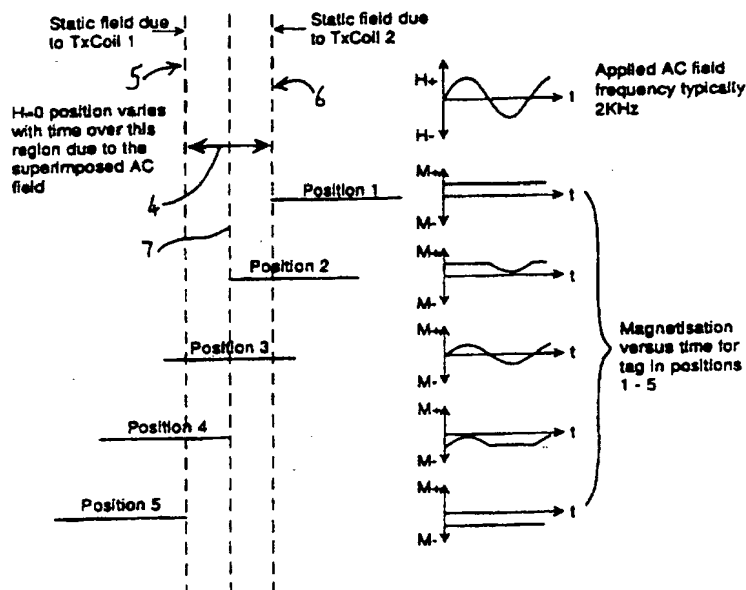 Static field due
to TxCoil 1
Static field due
to TxCoil 2
5
6
H=0 position varies
with time over this
region due to the
superimposed AC
field
4
7
Position 1
Position 2
Position 3
Position 4
Position 5
H+
H-
t
Applied AC field
frequency typically
2KHz
M+
M-
t
M+
M-
t
M+
M-
t
M+
M-
t
M+
M-
t
Magnetisation
versus time for
tag in positions
1 - 5